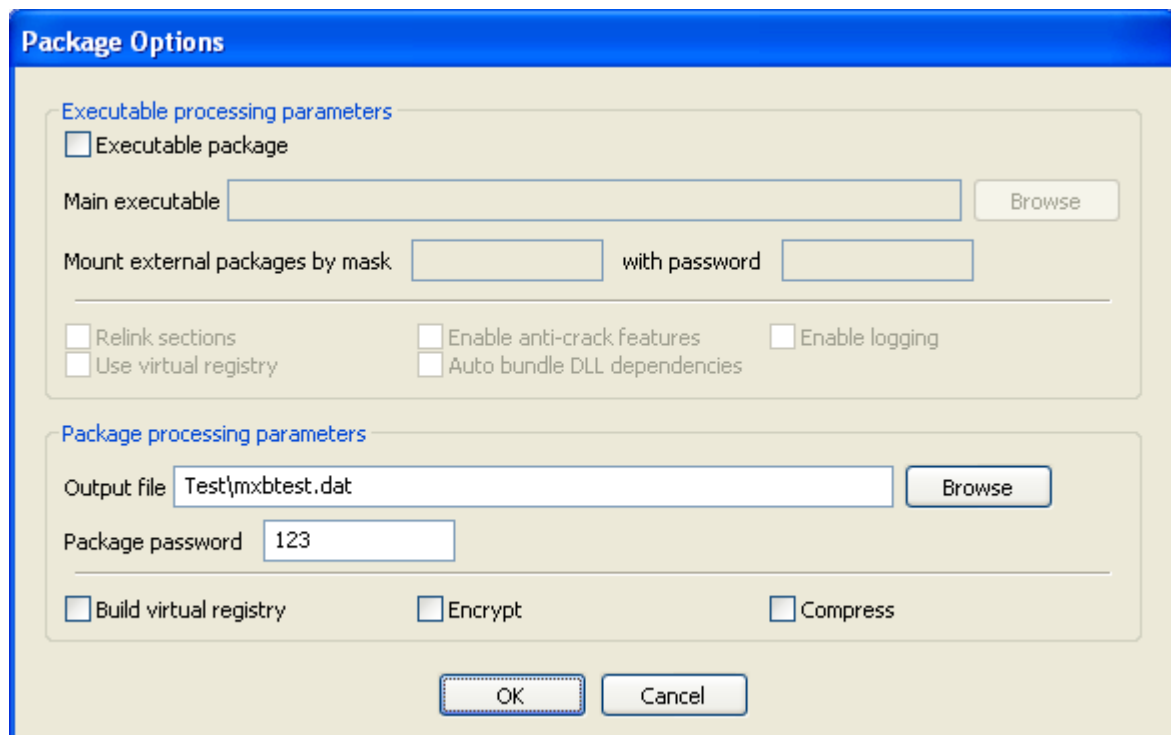 Package Options
Executable processing parameters
Executable package
Main executable Browse
Mount external packages by mask with password
Relink sections Enable anti-crack features Enable logging
Use virtual registry Auto bundle DLL dependencies
Package processing parameters
Output file Test\mxbtest.dat Browse
Package password 123
Build virtual registry Encrypt Compress
OK Cancel